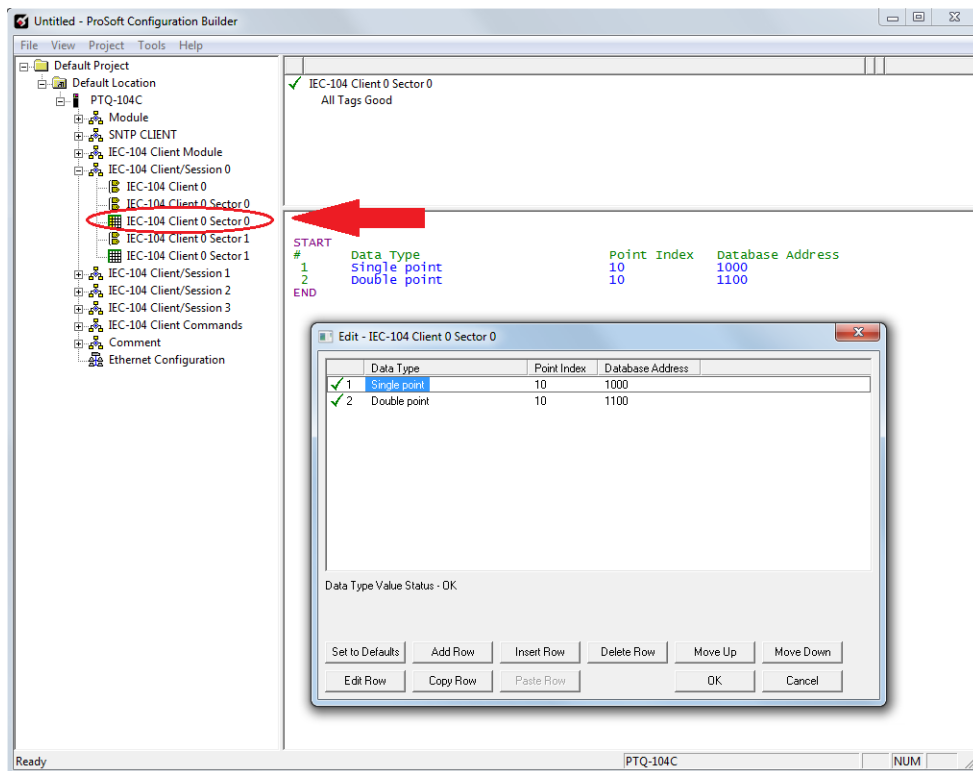 Untitled - ProSoft Configuration Builder
File View Project Tools Help
Default Project
Default Location
PTQ-104C
Module
SNTP CLIENT
IEC-104 Client Module
IEC-104 Client/Session 0
IEC-104 Client 0
IEC-104 Client 0 Sector 0
IEC-104 Client 0 Sector 0
IEC-104 Client 0 Sector 1
IEC-104 Client 0 Sector 1
IEC-104 Client/Session 1
IEC-104 Client/Session 2
IEC-104 Client/Session 3
IEC-104 Client Commands
Comment
Ethernet Configuration
IEC-104 Client 0 Sector 0
All Tags Good
START
# Data Type Point Index Database Address
1 Single point 10 1000
2 Double point 10 1100
END
Edit - IEC-104 Client 0 Sector 0
Data Type Point Index Database Address
1 Single point 10 1000
2 Double point 10 1100
Data Type Value Status - OK
Set to Defaults Add Row Insert Row Delete Row Move Up Move Down
Edit Row Copy Row Paste Row OK Cancel
Ready PTQ-104C NUM